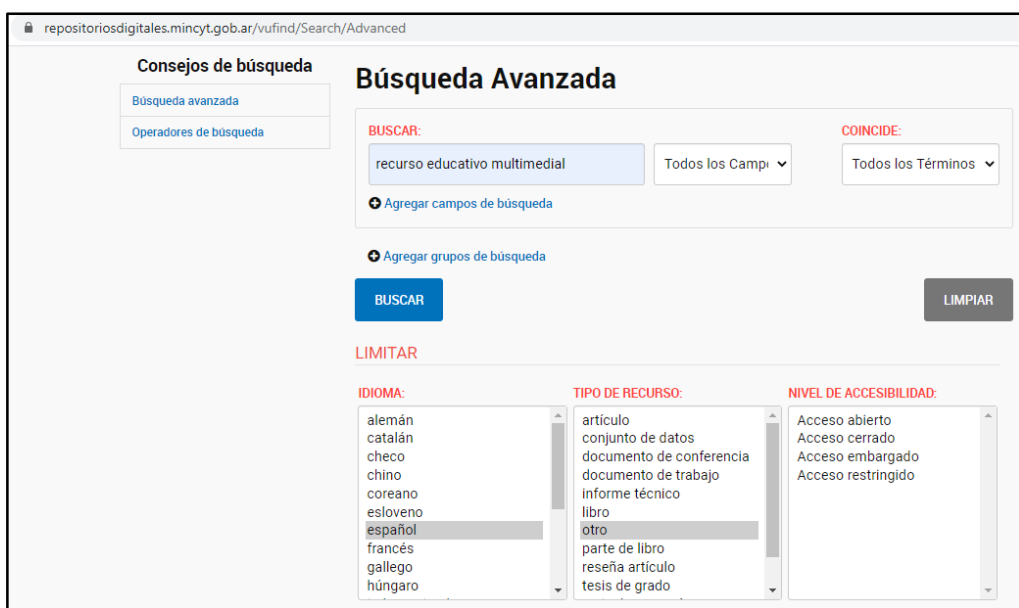 repositoriosdigitales.mincyt.gob.ar/vufind/Search/Advanced
Consejos de búsqueda
Búsqueda avanzada
Operadores de búsqueda
Búsqueda Avanzada
BUSCAR:
COINCIDE:
recurso educativo multimedial
Todos los Camp
Todos los Términos
Agregar campos de búsqueda
Agregar grupos de búsqueda
BUSCAR
LIMPIAR
LIMITAR
IDIOMA:
alemán
catalán
checo
chino
coreano
esloveno
español
francés
gallego
húngaro
TIPO DE RECURSO:
artículo
conjunto de datos
documento de conferencia
documento de trabajo
informe técnico
libro
otro
parte de libro
reseña artículo
tesis de grado
NIVEL DE ACCESIBILIDAD:
Acceso abierto
Acceso cerrado
Acceso embargado
Acceso restringido